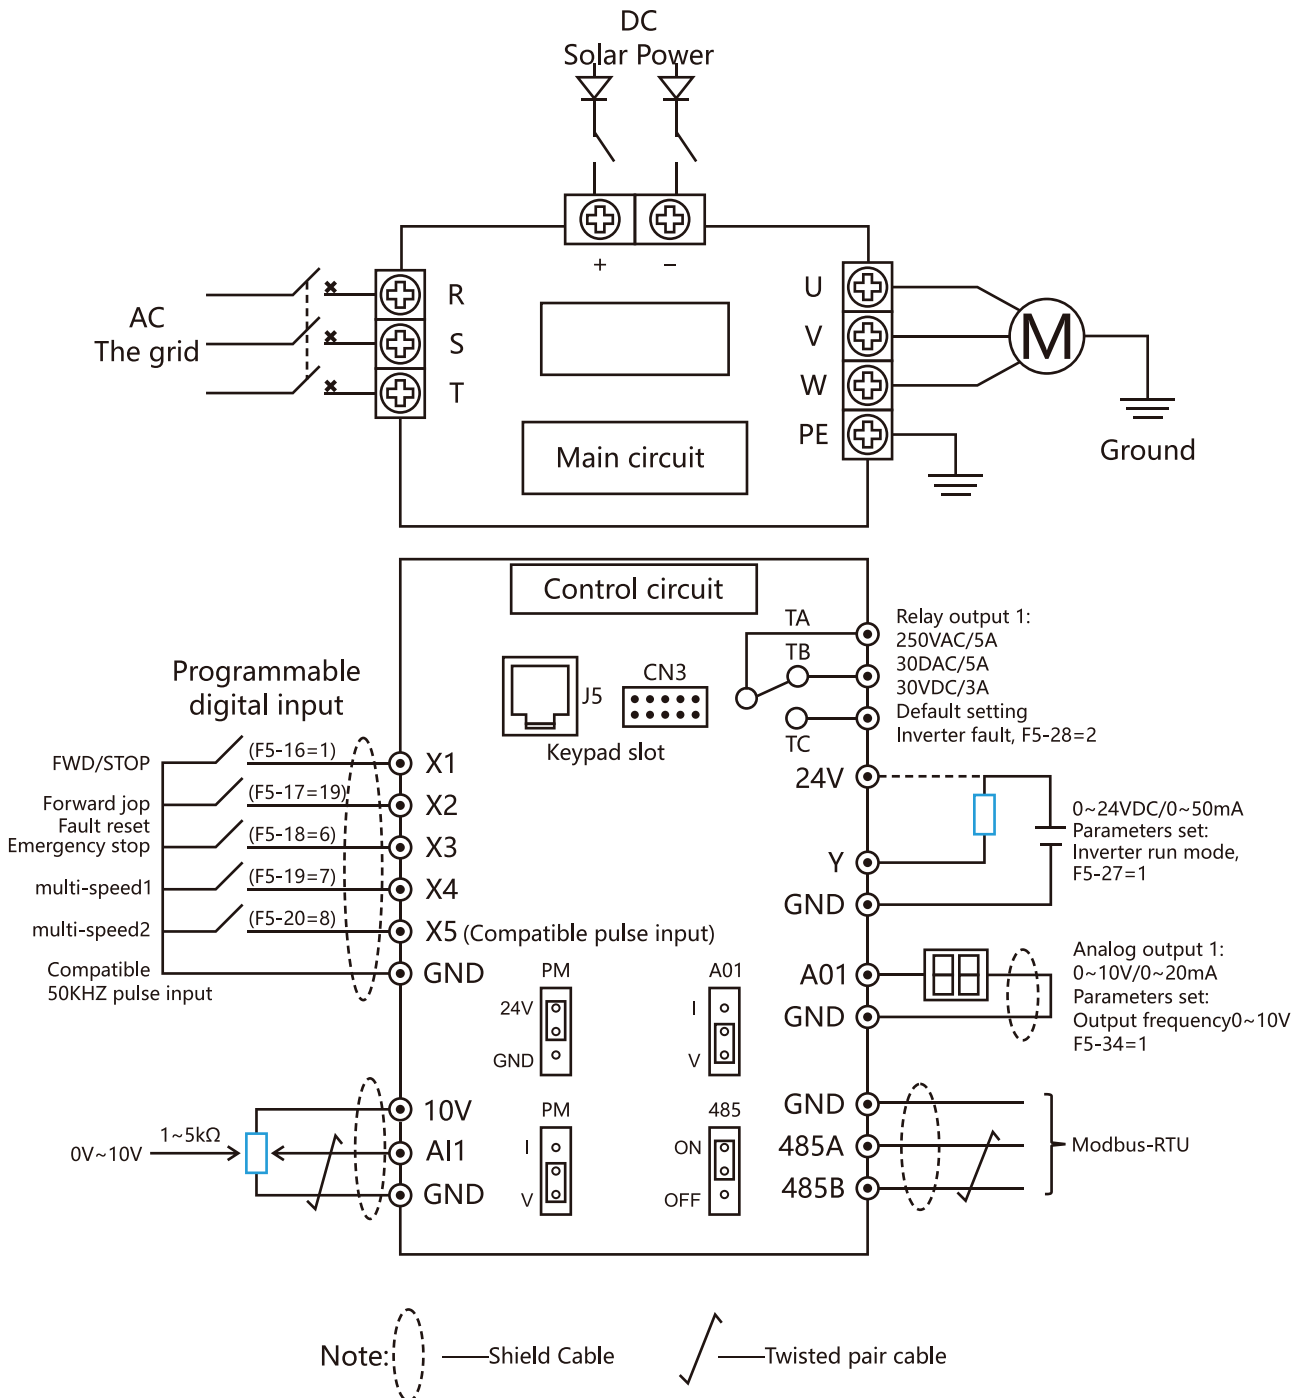 DC
Solar Power
+
−
AC
The grid
R
S
T
U
V
W
PE
M
Ground
Main circuit
Control circuit
TA
TB
TC
Relay output 1:
250VAC/5A
30DAC/5A
30VDC/3A
Default setting
Inverter fault, F5-28=2
J5
CN3
Keypad slot
Programmable
digital input
FWD/STOP
(F5-16=1)
X1
Forward jop
(F5-17=19)
X2
Fault reset
Emergency stop
(F5-18=6)
X3
multi-speed1
(F5-19=7)
X4
multi-speed2
(F5-20=8)
X5 (Compatible pulse input)
Compatible
50KHZ pulse input
GND
24V
Y
GND
0~24VDC/0~50mA
Parameters set:
Inverter run mode,
F5-27=1
PM
24V
GND
A01
I
V
A01
GND
Analog output 1:
0~10V/0~20mA
Parameters set:
Output frequency0~10V
F5-34=1
0V~10V
1~5kΩ
10V
AI1
GND
PM
I
V
485
ON
OFF
GND
485A
485B
Modbus-RTU
Note:
Shield Cable
Twisted pair cable